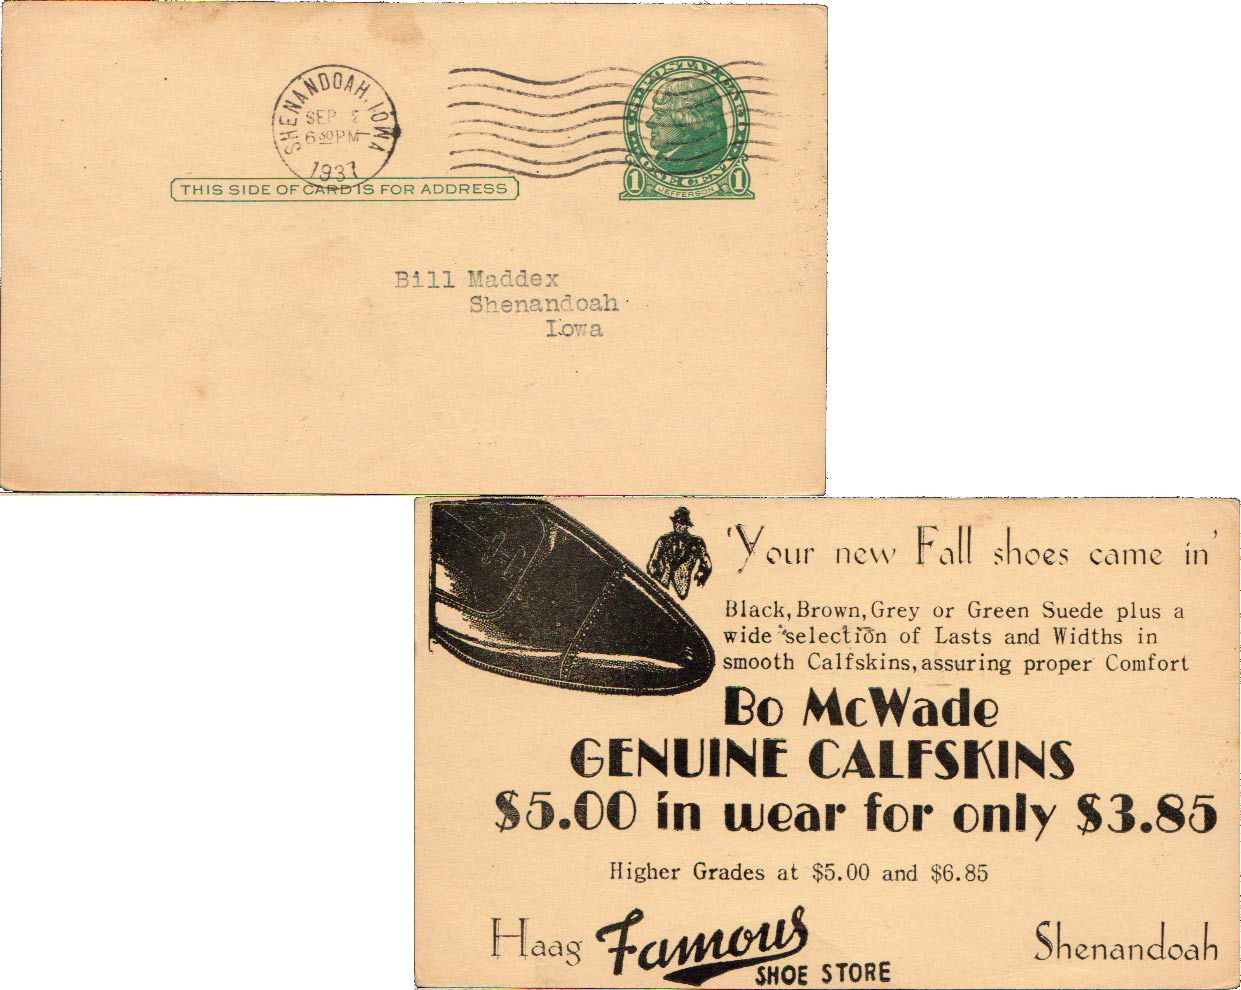 SHENANDOAH, IOWA
SEP 2
6 30 PM
1937
U.S. POSTAL CARD
ONE CENT
1 JEFFERSON 1
THIS SIDE OF CARD IS FOR ADDRESS
Bill Maddex
Shenandoah
Iowa
'Your new Fall shoes came in'
Black, Brown, Grey or Green Suede plus a
wide selection of Lasts and Widths in
smooth Calfskins, assuring proper Comfort
Bo McWade
GENUINE CALFSKINS
$5.00 in wear for only $3.85
Higher Grades at $5.00 and $6.85
Haag Famous
SHOE STORE
Shenandoah